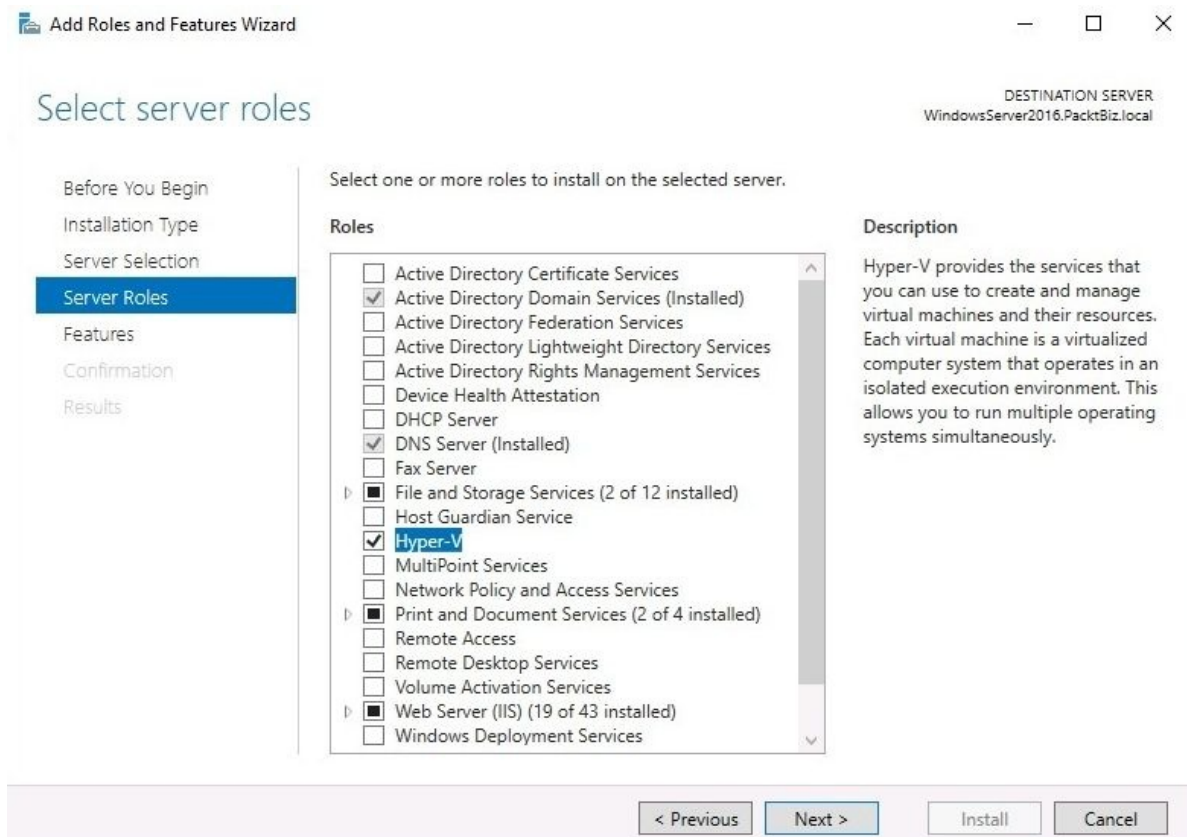 Add Roles and Features Wizard
Select server roles
DESTINATION SERVER
WindowsServer2016.PacktBiz.local
Before You Begin
Installation Type
Server Selection
Server Roles
Features
Confirmation
Results
Select one or more roles to install on the selected server.
Roles
Active Directory Certificate Services
Active Directory Domain Services (Installed)
Active Directory Federation Services
Active Directory Lightweight Directory Services
Active Directory Rights Management Services
Device Health Attestation
DHCP Server
DNS Server (Installed)
Fax Server
File and Storage Services (2 of 12 installed)
Host Guardian Service
Hyper-V
MultiPoint Services
Network Policy and Access Services
Print and Document Services (2 of 4 installed)
Remote Access
Remote Desktop Services
Volume Activation Services
Web Server (IIS) (19 of 43 installed)
Windows Deployment Services
Description
Hyper-V provides the services that
you can use to create and manage
virtual machines and their resources.
Each virtual machine is a virtualized
computer system that operates in an
isolated execution environment. This
allows you to run multiple operating
systems simultaneously.
< Previous
Next >
Install
Cancel